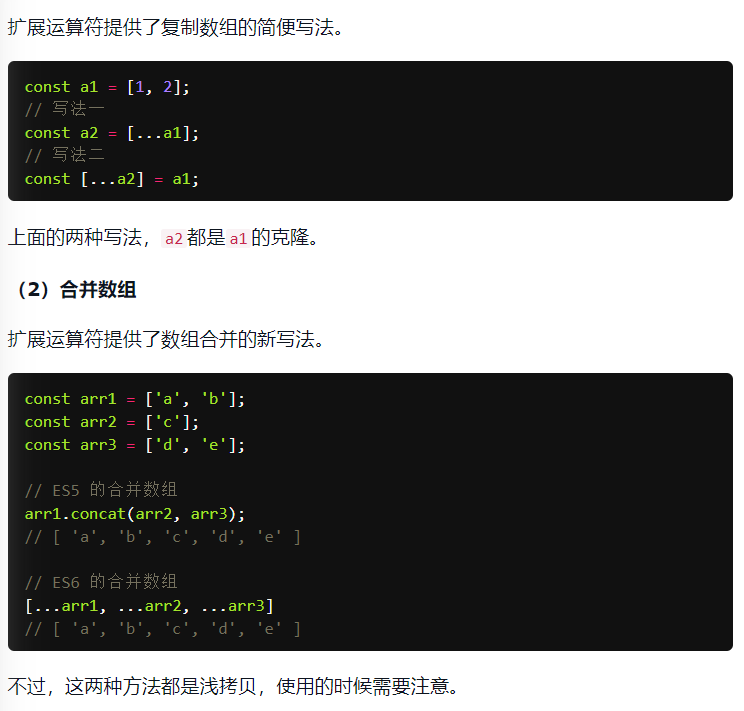 扩展运算符提供了复制数组的简便写法。
const a1 = [1, 2];
// 写法一
const a2 = [...a1];
// 写法二
const [...a2] = a1;
上面的两种写法，a2都是a1的克隆。
（2）合并数组
扩展运算符提供了数组合并的新写法。
const arr1 = ['a', 'b'];
const arr2 = ['c'];
const arr3 = ['d', 'e'];
// ES5 的合并数组
arr1.concat(arr2, arr3);
// [ 'a', 'b', 'c', 'd', 'e' ]
// ES6 的合并数组
[...arr1, ...arr2, ...arr3]
// [ 'a', 'b', 'c', 'd', 'e' ]
不过，这两种方法都是浅拷贝，使用的时候需要注意。